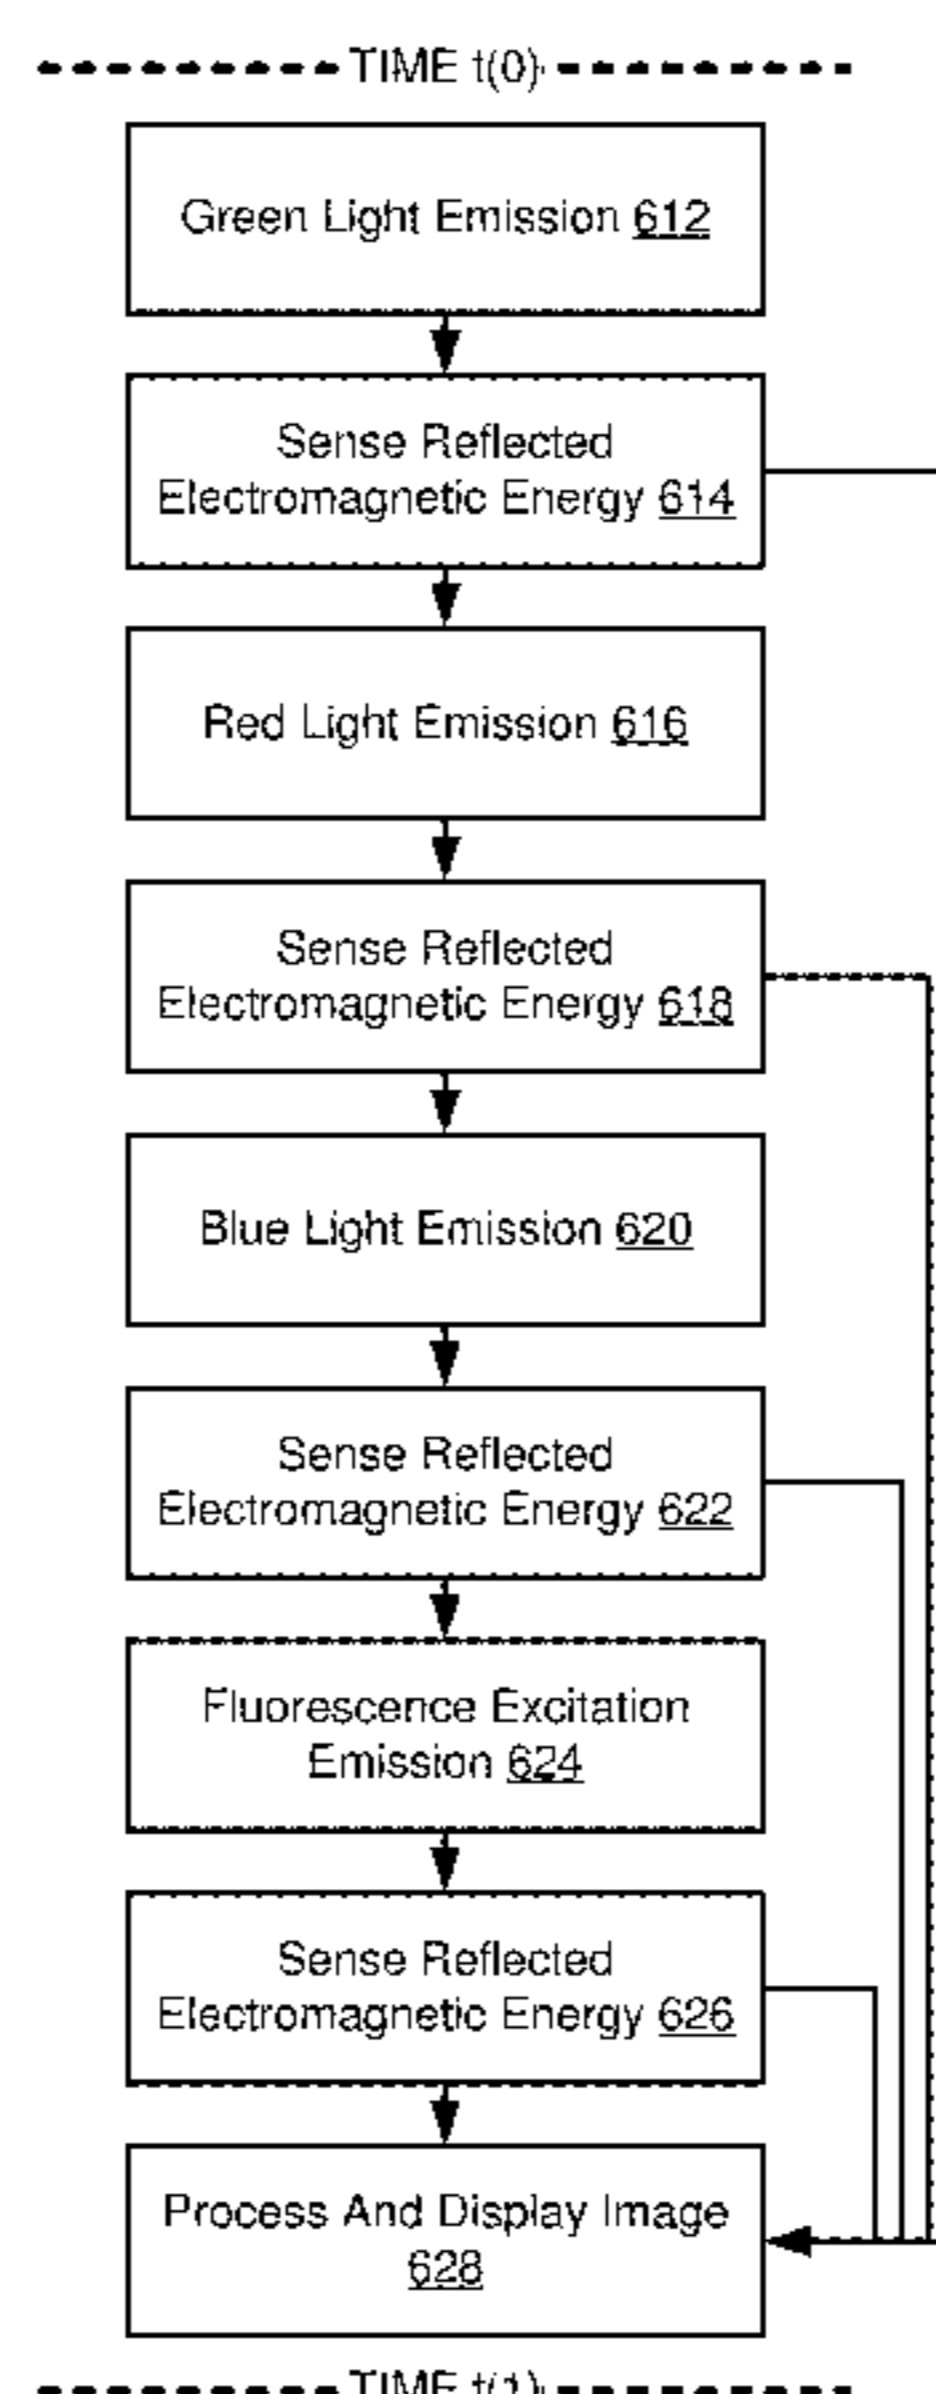 TIME t(0)
Green Light Emission 612
Sense Reflected
Electromagnetic Energy 614
Red Light Emission 616
Sense Reflected
Electromagnetic Energy 618
Blue Light Emission 620
Sense Reflected
Electromagnetic Energy 622
Fluorescence Excitation
Emission 624
Sense Reflected
Electromagnetic Energy 626
Process And Display Image
628
TIME t(1)